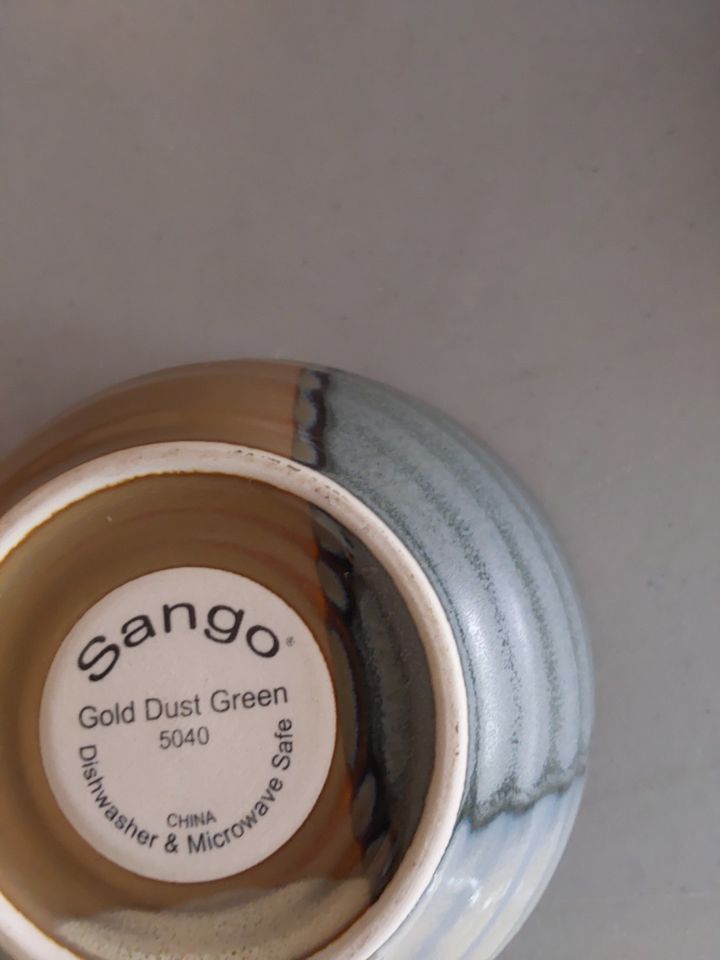 Sango®
Gold Dust Green
5040
CHINA
Dishwasher & Microwave Safe